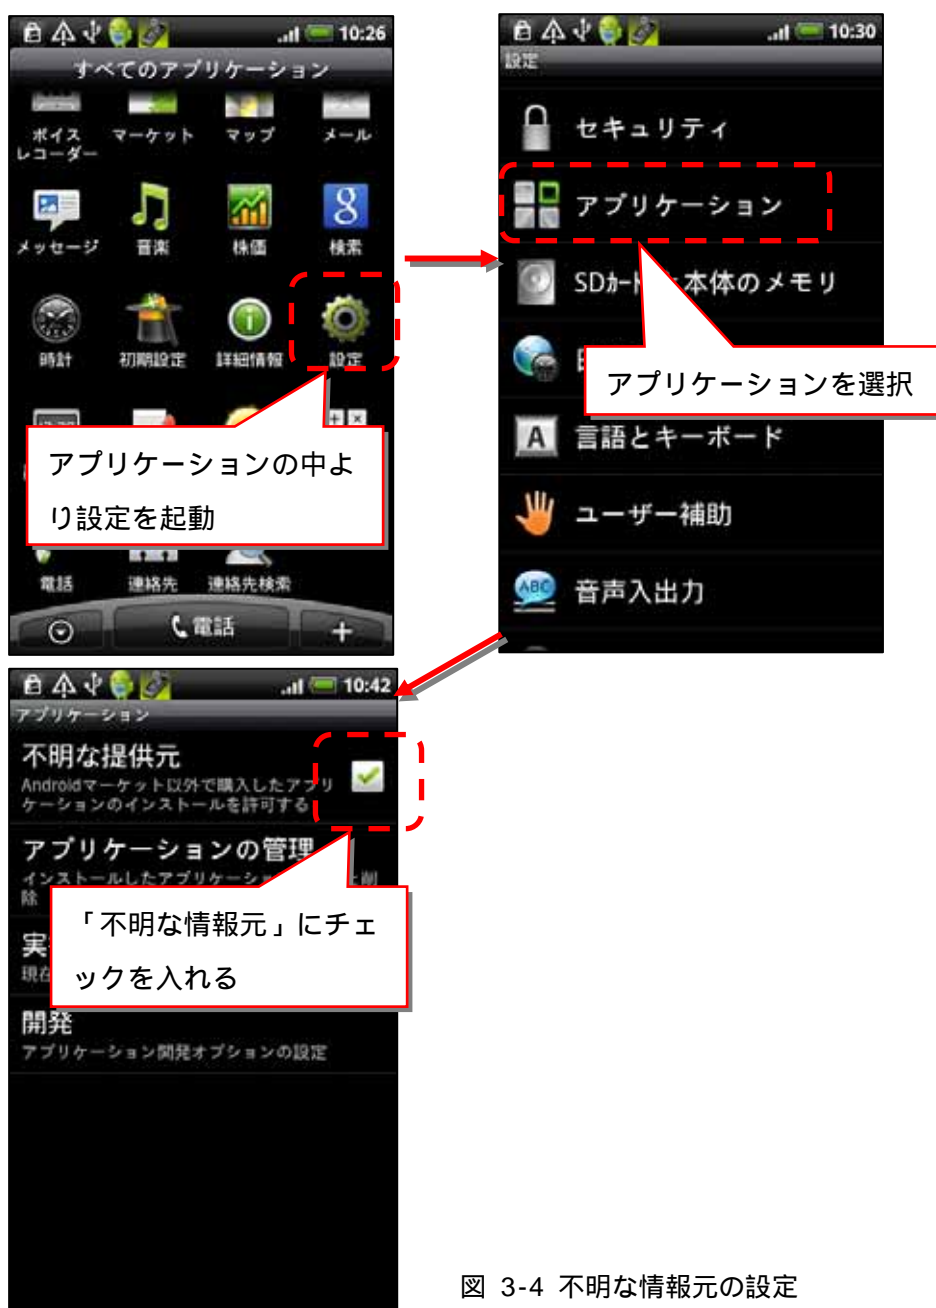 10:26
すべてのアプリケーション
ボイス マーケット マップ メール
レコーダー
メッセージ 音楽 株価 検索
時計 初期設定 詳細情報 設定
アプリケーションの中よ
り設定を起動
電話 連絡先 連絡先検索
電話
10:30
設定
セキュリティ
アプリケーション
SDカード 本体のメモリ
アプリケーションを選択
A 言語とキーボード
ユーザー補助
ABC 音声入出力
10:42
アプリケーション
不明な提供元
Androidマーケット以外で購入したアプリ
ケーションのインストールを許可する
アプリケーションの管理
インストールしたアプリケーショ と削
除
「不明な情報元」にチェ
ックを入れる
実
現在
開発
アプリケーション開発オプションの設定
図 3-4 不明な情報元の設定